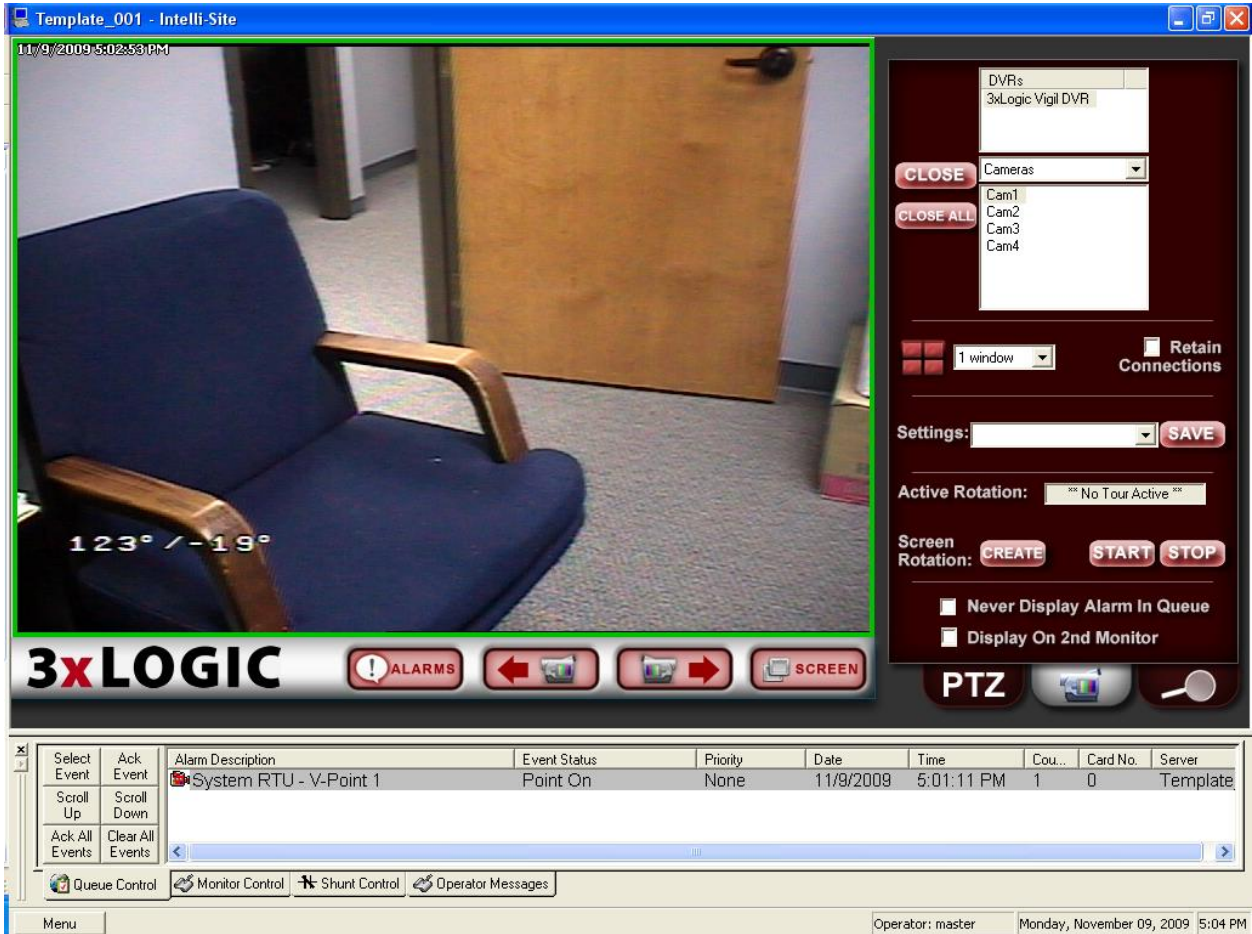 Template_001 - Intelli-Site
11/9/2009 5:02:53 PM
123°/-19°
3xLOGIC
ALARMS
SCREEN
DVRs
3xLogic Vigil DVR
CLOSE
Cameras
CLOSE ALL
Cam1
Cam2
Cam3
Cam4
1 window
Retain
Connections
Settings:
SAVE
Active Rotation:
** No Tour Active **
Screen
Rotation:
CREATE
START
STOP
Never Display Alarm In Queue
Display On 2nd Monitor
PTZ
Select
Event
Ack
Event
Scroll
Up
Scroll
Down
Ack All
Events
Clear All
Events
Alarm Description Event Status Priority Date Time Cou... Card No. Server
System RTU - V-Point 1 Point On None 11/9/2009 5:01:11 PM 1 0 Template
Queue Control Monitor Control Shunt Control Operator Messages
Menu Operator: master Monday, November 09, 2009 5:04 PM